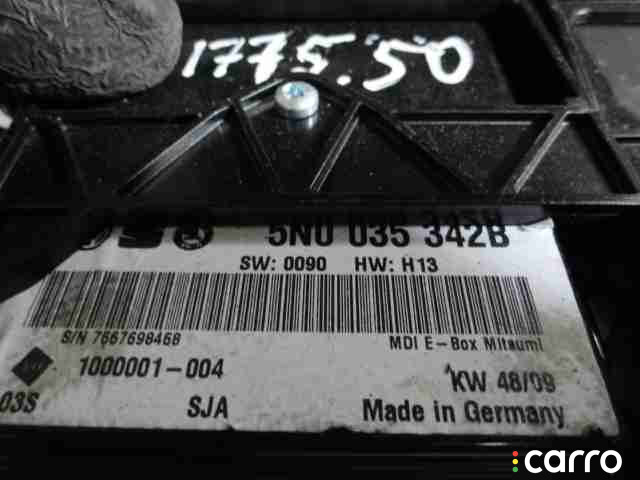 1775.50
5N0 035 342B
SW: 0090 HW: H13
S/N 7667698468
MDI E-Box Mitsumi
1000001-004
KW 48/09
03S
SJA
Made in Germany
carro